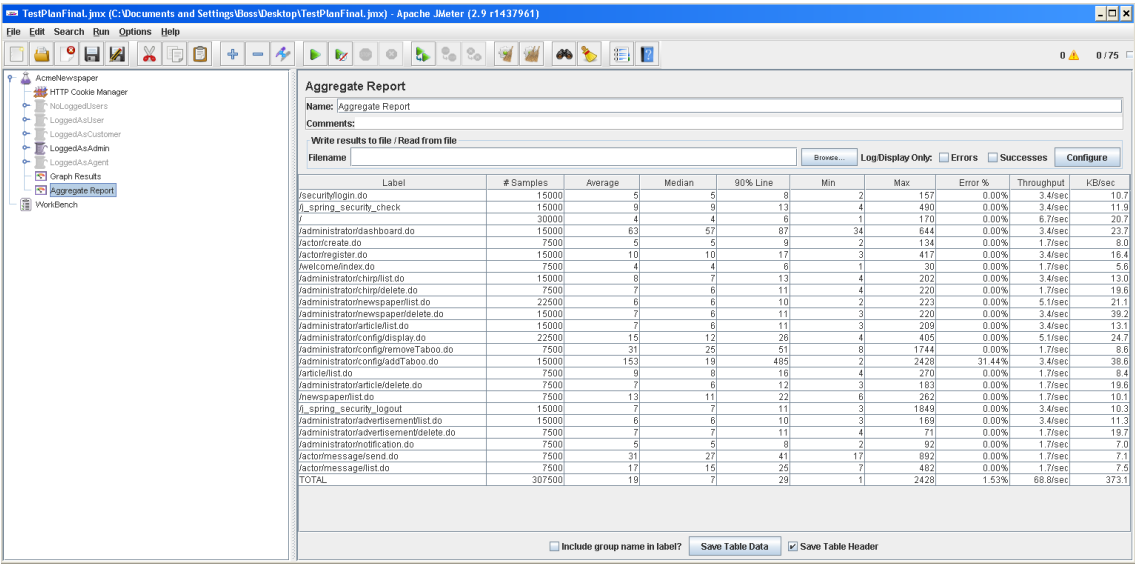 TestPlanFinal.jmx (C:\Documents and Settings\Boss\Desktop\TestPlanFinal.jmx) - Apache JMeter (2.9 r1437961)
File Edit Search Run Options Help
0 0 / 75
AcmeNewspaper
HTTP Cookie Manager
NoLoggedUsers
LoggedAsUser
LoggedAsCustomer
LoggedAsAdmin
LoggedAsAgent
Graph Results
Aggregate Report
WorkBench
Aggregate Report
Name: Aggregate Report
Comments:
Write results to file / Read from file
Filename Browse... Log/Display Only: Errors Successes Configure
Label # Samples Average Median 90% Line Min Max Error % Throughput KB/sec
/security/login.do 15000 5 5 8 2 157 0.00% 3.4/sec 10.7
/j_spring_security_check 15000 9 9 13 4 490 0.00% 3.4/sec 11.9
/ 30000 4 4 6 1 170 0.00% 6.7/sec 20.7
/administrator/dashboard.do 15000 63 57 87 34 644 0.00% 3.4/sec 23.7
/actor/create.do 7500 5 5 9 2 134 0.00% 1.7/sec 8.0
/actor/register.do 15000 10 10 17 3 417 0.00% 3.4/sec 16.4
/welcome/index.do 7500 4 4 6 1 30 0.00% 1.7/sec 5.6
/administrator/chirp/list.do 15000 8 7 13 4 202 0.00% 3.4/sec 13.0
/administrator/chirp/delete.do 7500 7 6 11 4 220 0.00% 1.7/sec 19.6
/administrator/newspaper/list.do 22500 6 6 10 2 223 0.00% 5.1/sec 21.1
/administrator/newspaper/delete.do 15000 7 6 11 3 220 0.00% 3.4/sec 39.2
/administrator/article/list.do 15000 7 6 11 3 209 0.00% 3.4/sec 13.1
/administrator/config/display.do 22500 15 12 26 4 405 0.00% 5.1/sec 24.7
/administrator/config/removeTaboo.do 7500 31 25 51 8 1744 0.00% 1.7/sec 8.6
/administrator/config/addTaboo.do 15000 153 19 485 2 2428 31.44% 3.4/sec 38.6
/article/list.do 7500 9 8 16 4 270 0.00% 1.7/sec 8.4
/administrator/article/delete.do 7500 7 6 12 3 183 0.00% 1.7/sec 19.6
/newspaper/list.do 7500 13 11 22 6 262 0.00% 1.7/sec 10.1
/j_spring_security_logout 15000 7 7 11 3 1849 0.00% 3.4/sec 10.3
/administrator/advertisement/list.do 15000 6 6 10 3 169 0.00% 3.4/sec 11.3
/administrator/advertisement/delete.do 7500 7 7 11 4 71 0.00% 1.7/sec 19.7
/administrator/notification.do 7500 5 5 8 2 92 0.00% 1.7/sec 7.0
/actor/message/send.do 7500 31 27 41 17 892 0.00% 1.7/sec 7.1
/actor/message/list.do 7500 17 15 25 7 482 0.00% 1.7/sec 7.5
TOTAL 307500 19 7 29 1 2428 1.53% 68.8/sec 373.1
Include group name in label? Save Table Data Save Table Header